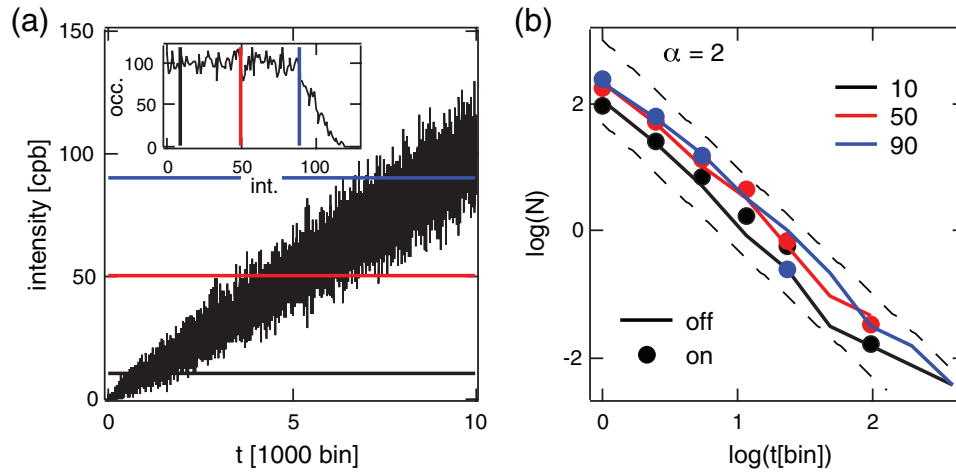 (a)
150
100
50
0
intensity [cpb]
0
5
10
t [1000 bin]
occ.
100
50
0
0
50
100
int.
(b)
α = 2
10
50
90
off
on
2
0
-2
log(N)
0
1
2
log(t[bin])